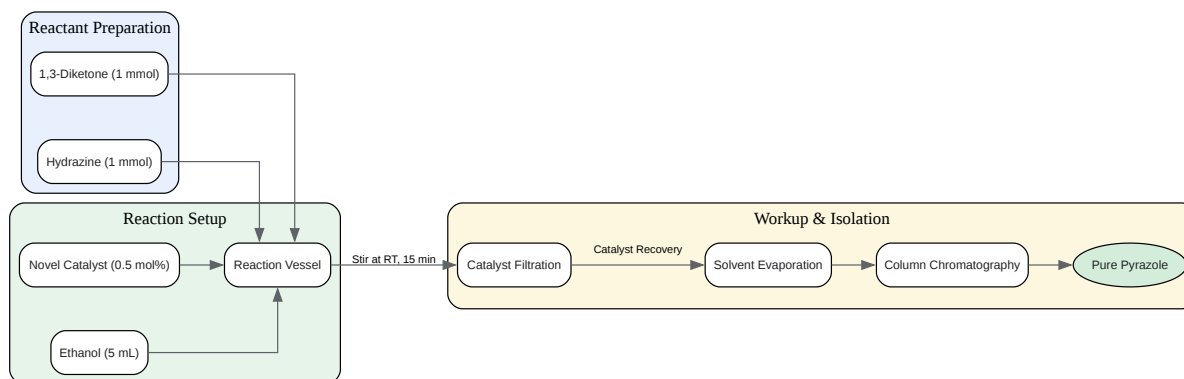 Reactant Preparation
1,3-Diketone (1 mmol)
Hydrazine (1 mmol)
Reaction Setup
Novel Catalyst (0.5 mol%)
Reaction Vessel
Ethanol (5 mL)
Stir at RT, 15 min
Workup & Isolation
Catalyst Filtration
Catalyst Recovery
Solvent Evaporation
Column Chromatography
Pure Pyrazole